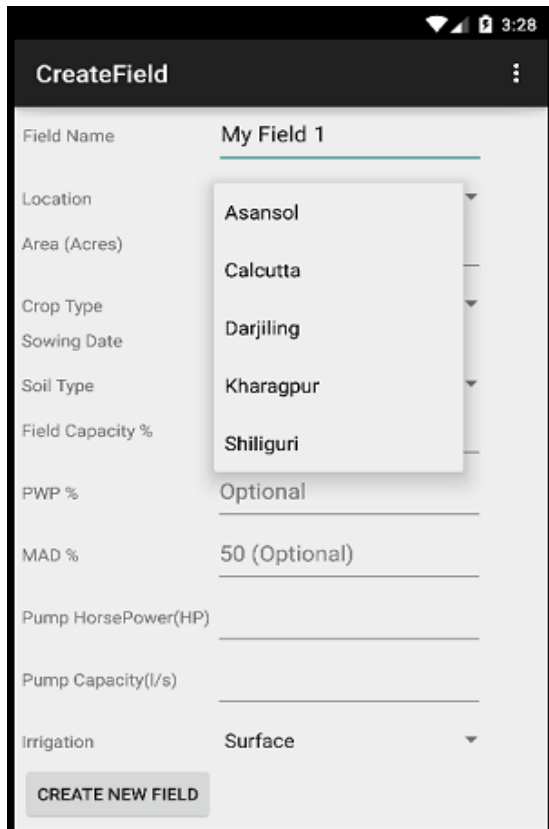 3:28
CreateField
Field Name My Field 1
Location
Asansol
Area (Acres)
Calcutta
Crop Type
Darjiling
Sowing Date
Soil Type Kharagpur
Field Capacity %
Shiliguri
PWP % Optional
MAD % 50 (Optional)
Pump HorsePower(HP)
Pump Capacity(l/s)
Irrigation Surface
CREATE NEW FIELD